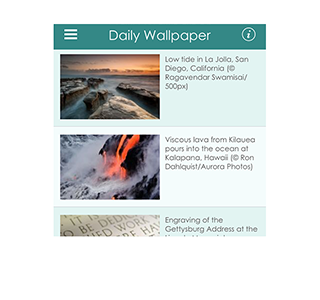 Daily Wallpaper
i
Low tide in La Jolla, San
Diego, California (©
Ragavendar Swamisai/
500px)
Viscous lava from Kilauea
pours into the ocean at
Kalapana, Hawaii (© Ron
Dahlquist/Aurora Photos)
Engraving of the
Gettysburg Address at the